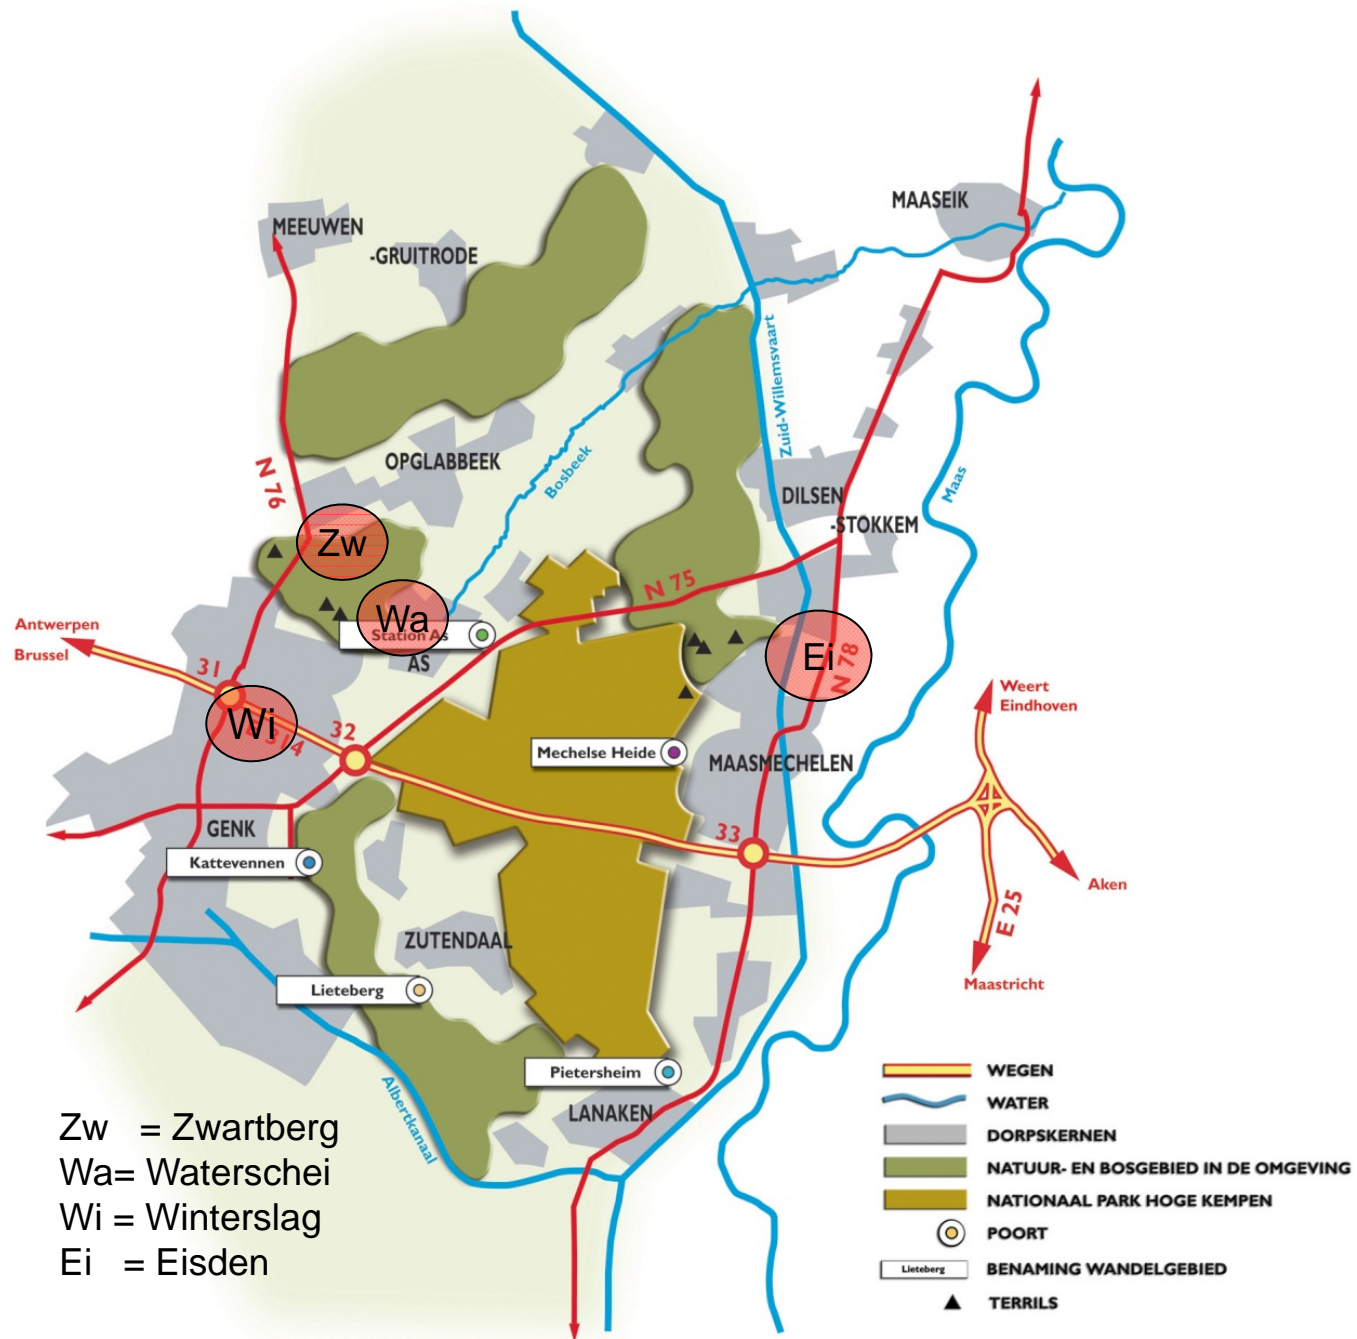 MAASEIK
MEEUWEN
-GRUITRODE
Zuid-Willemsvaart
OPGLABBEEK
N 76
Bosbeek
Maas
DILSEN
-STOKKEM
Zw
N 75
Wa
Station As
AS
Antwerpen
Brussel
31
Ei
N 78
Wi
E 314
32
Weert
Eindhoven
Mechelse Heide
MAASMECHELEN
GENK
33
Kattevennen
Aken
E 25
ZUTENDAAL
Maastricht
Lieteberg
Pietersheim
Albertkanaal
LANAKEN
Zw = Zwartberg
Wa= Waterschei
Wi = Winterslag
Ei = Eisden
WEGEN
WATER
DORPSKERNEN
NATUUR- EN BOSGEBIED IN DE OMGEVING
NATIONAAL PARK HOGE KEMPEN
POORT
Lieteberg BENAMING WANDELGEBIED
TERRILS